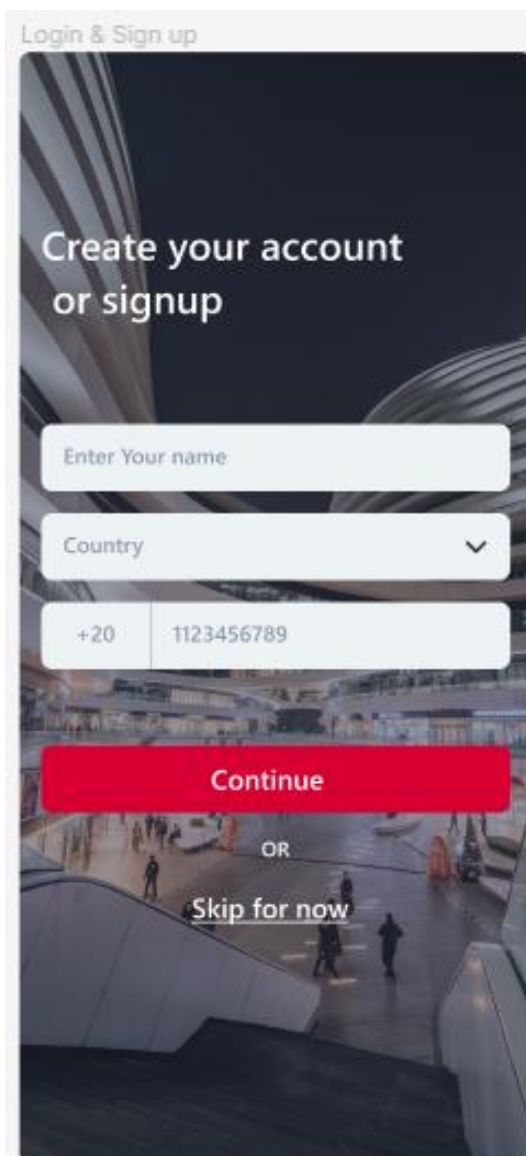 Login & Sign up
Create your account
or signup
Enter Your name
Country
+20 1123456789
Continue
OR
Skip for now